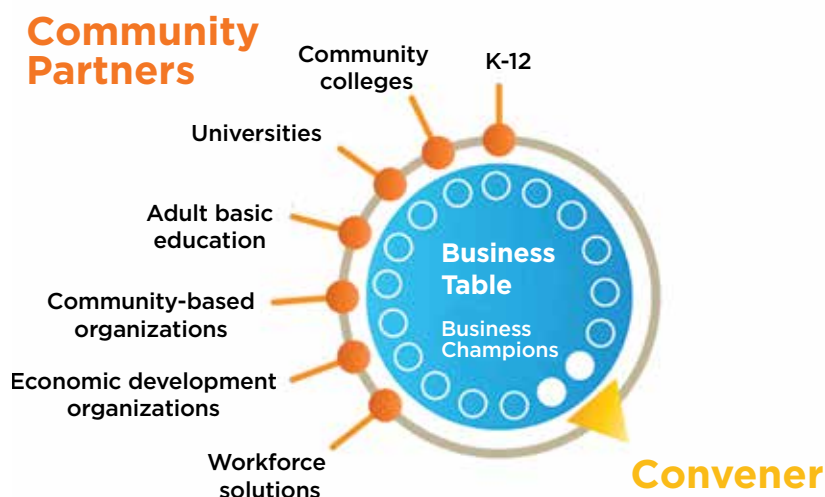 Community
Partners
Community
colleges
K-12
Universities
Adult basic
education
Community-based
organizations
Economic development
organizations
Workforce
solutions
Business
Table
Business
Champions
Convener